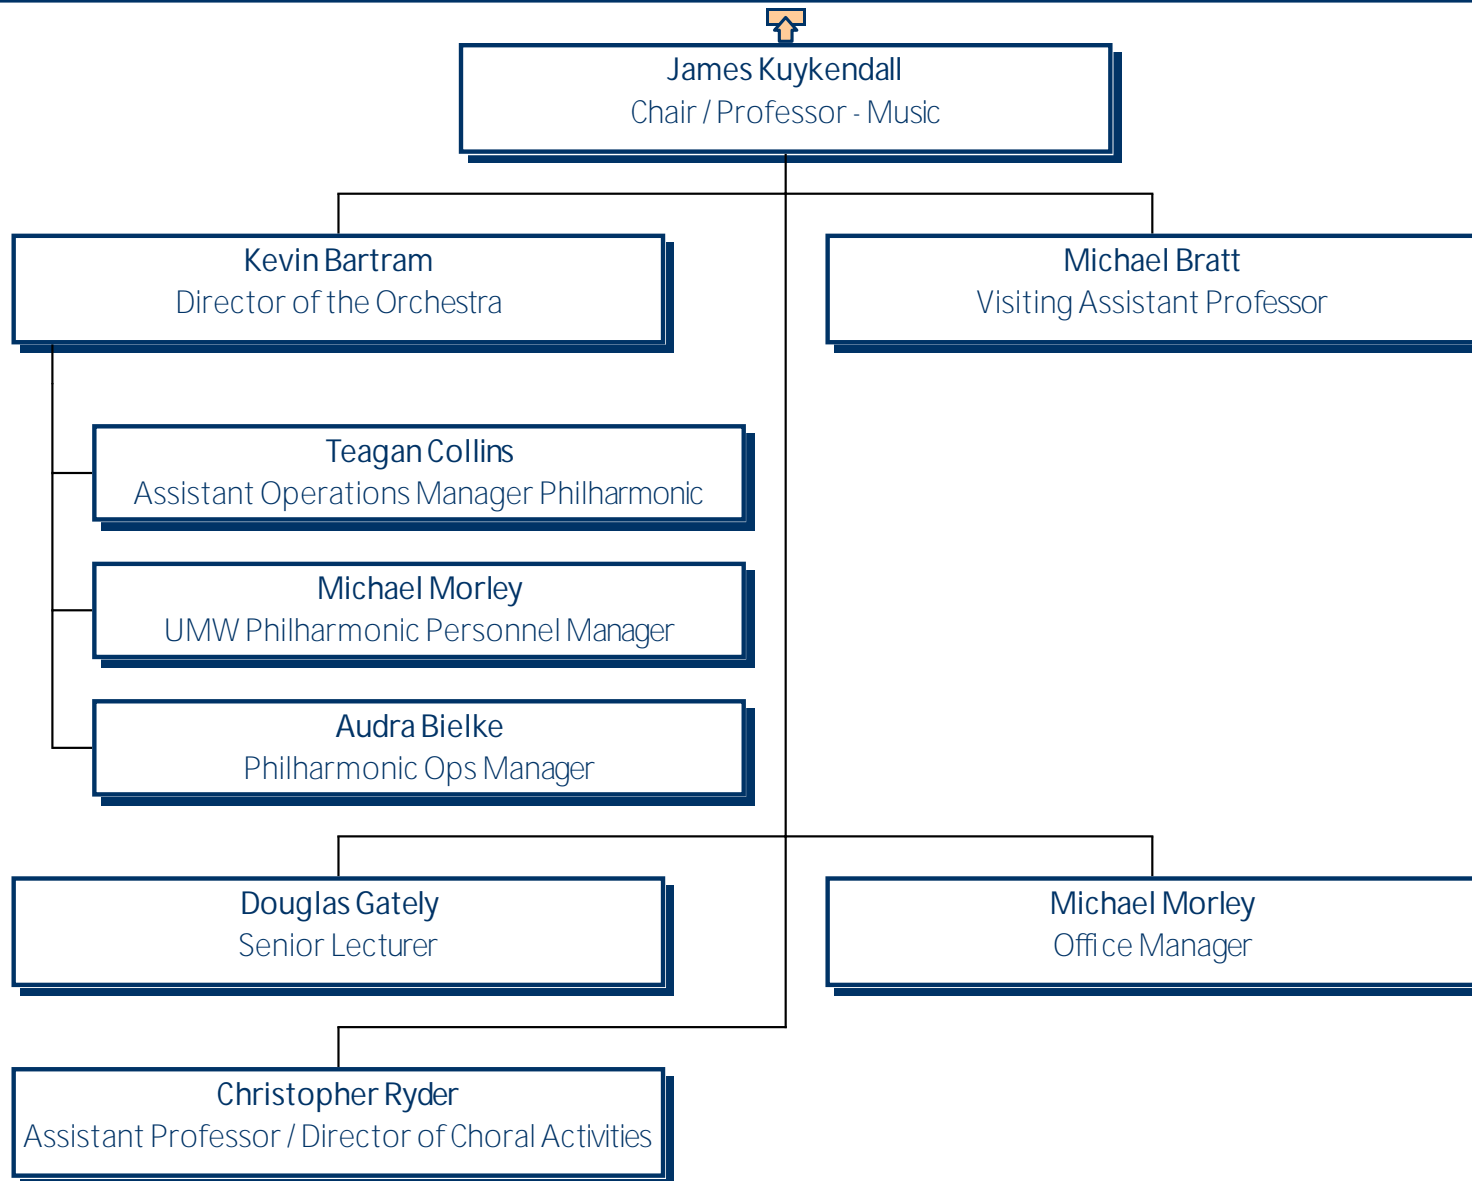 James Kuykendall
Chair / Professor - Music
Kevin Bartram
Director of the Orchestra
Michael Bratt
Visiting Assistant Professor
Teagan Collins
Assistant Operations Manager Philharmonic
Michael Morley
UMW Philharmonic Personnel Manager
Audra Bielke
Philharmonic Ops Manager
Douglas Gately
Senior Lecturer
Michael Morley
Office Manager
Christopher Ryder
Assistant Professor / Director of Choral Activities